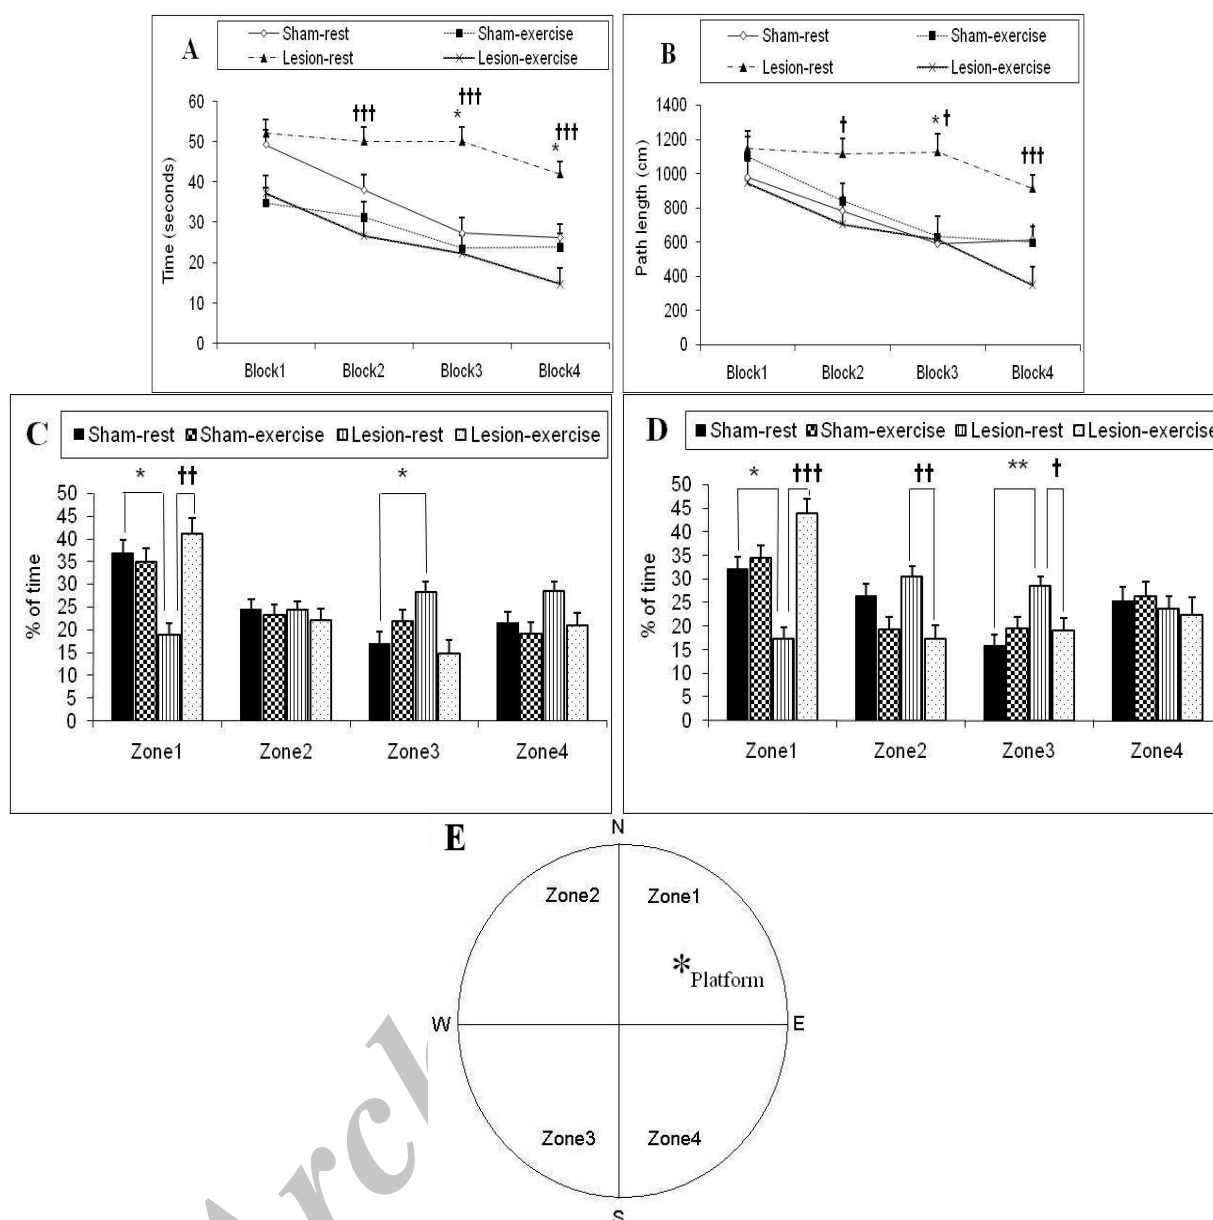 A
Sham-rest
Sham-exercise
Lesion-rest
Lesion-exercise
Time (seconds)
60
50
40
30
20
10
0
†††
†††
*
†††
*
Block1 Block2 Block3 Block4
B
Sham-rest
Sham-exercise
Lesion-rest
Lesion-exercise
Path length (cm)
1400
1200
1000
800
600
400
200
0
†
*†
†††
Block1 Block2 Block3 Block4
C
Sham-rest Sham-exercise Lesion-rest Lesion-exercise
* †† *
% of time
50
45
40
35
30
25
20
15
10
5
0
Zone1 Zone2 Zone3 Zone4
D
Sham-rest Sham-exercise Lesion-rest Lesion-exercise
* ††† †† ** †
% of time
50
45
40
35
30
25
20
15
10
5
0
Zone1 Zone2 Zone3 Zone4
E
N
Zone2 Zone1
*Platform
W E
Zone3 Zone4
S